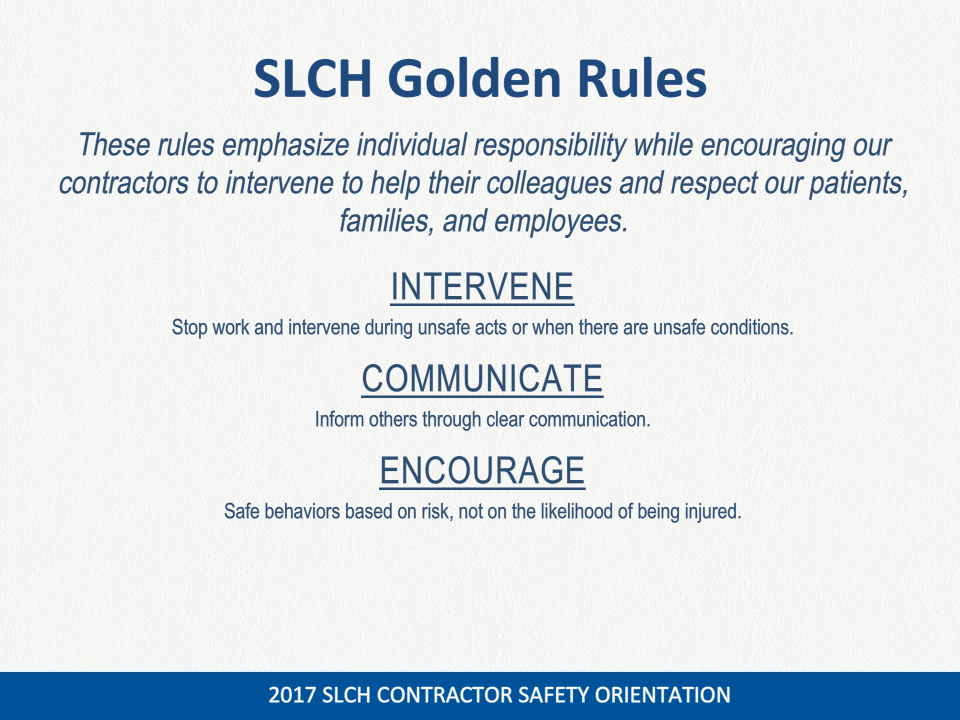 SLCH Golden Rules
These rules emphasize individual responsibility while encouraging our
contractors to intervene to help their colleagues and respect our patients,
families, and employees.
INTERVENE
Stop work and intervene during unsafe acts or when there are unsafe conditions.
COMMUNICATE
Inform others through clear communication.
ENCOURAGE
Safe behaviors based on risk, not on the likelihood of being injured.
2017 SLCH CONTRACTOR SAFETY ORIENTATION